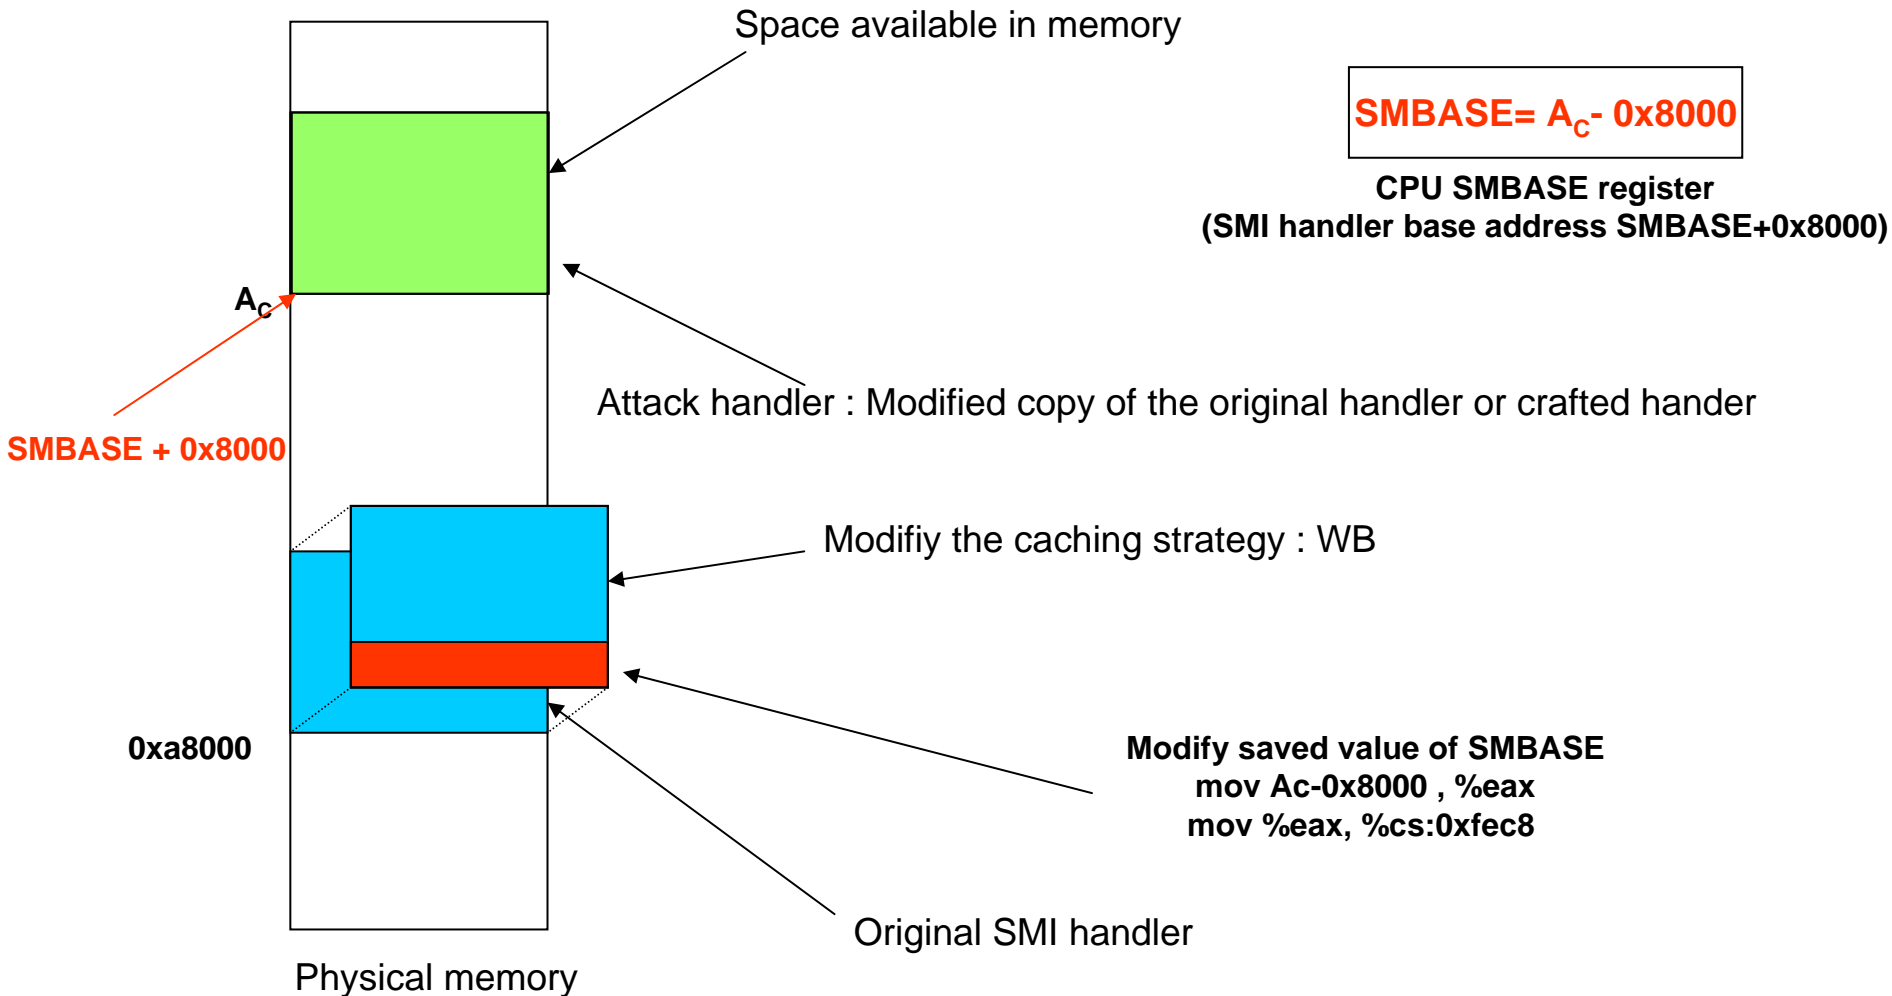 Space available in memory
SMBASE= AC- 0x8000
CPU SMBASE register
(SMI handler base address SMBASE+0x8000)
AC
Attack handler : Modified copy of the original handler or crafted hander
SMBASE + 0x8000
Modifiy the caching strategy : WB
0xa8000
Modify saved value of SMBASE
mov Ac-0x8000 , %eax
mov %eax, %cs:0xfec8
Original SMI handler
Physical memory